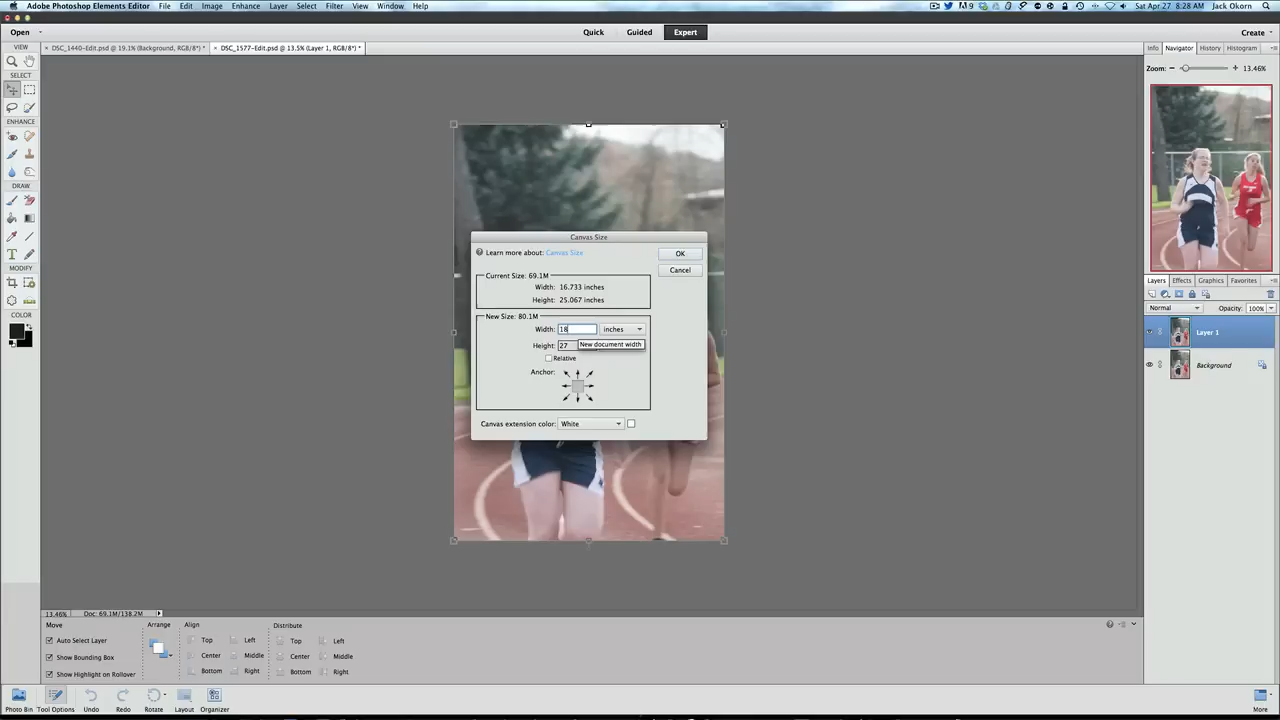 Adobe Photoshop Elements Editor File Edit Image Enhance Layer Select Filter View Window Help
9 Sat Apr 27 8:28 AM Jack Okorn
Open Quick Guided Expert Create
VIEW
DSC_1440-Edit.psd @ 19.1% (Background, RGB/8*) *
DSC_1577-Edit.psd @ 13.5% (Layer 1, RGB/8*) *
Info Navigator History Histogram
Zoom: 13.46%
SELECT
ENHANCE
DRAW
MODIFY
COLOR
Canvas Size
Learn more about: Canvas Size
OK
Cancel
Current Size: 69.1M
Width: 16.733 inches
Height: 25.067 inches
New Size: 80.1M
Width: 18 inches
Height: 27
New document width
Relative
Anchor:
Canvas extension color: White
Layers Effects Graphics Favorites
Normal Opacity: 100%
Layer 1
Background
13.46% Doc: 69.1M/138.2M
Move Arrange Align Distribute
Auto Select Layer
Show Bounding Box
Show Highlight on Rollover
Top Left
Center Middle
Bottom Right
Top Left
Center Middle
Bottom Right
Photo Bin Tool Options Undo Redo Rotate Layout Organizer More